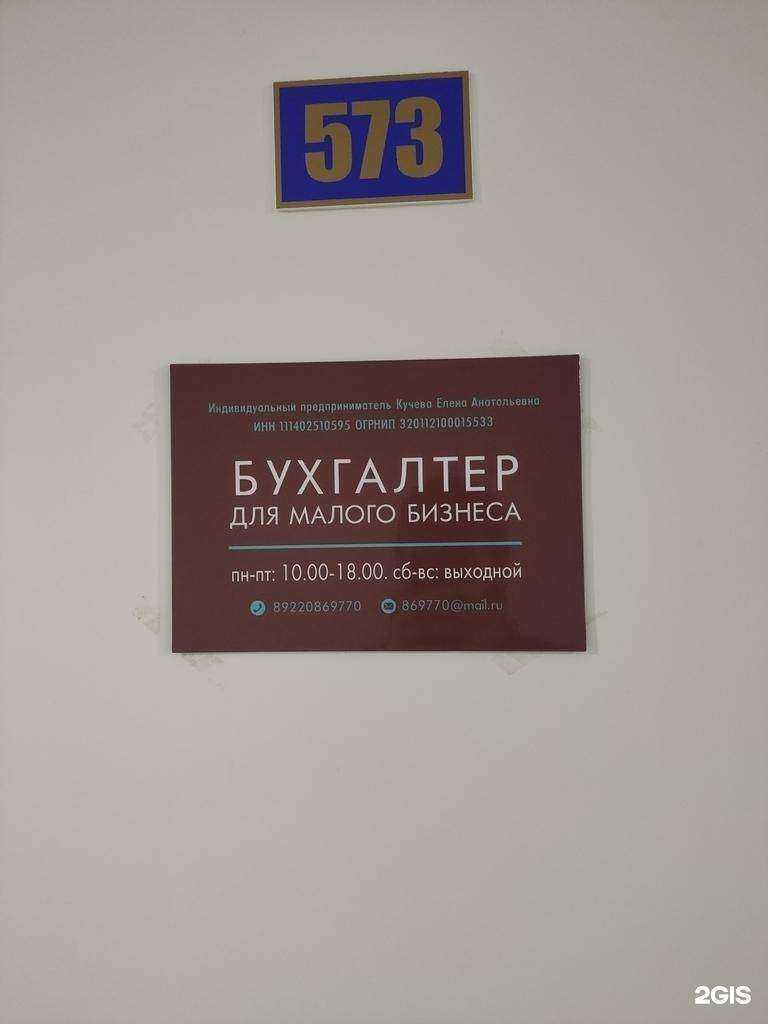 573
Индивидуальный предприниматель Кучева Елена Анатольевна
ИНН 111402510595 ОГРНИП 320112100015533
БУХГАЛТЕР
ДЛЯ МАЛОГО БИЗНЕСА
пн-пт: 10.00-18.00. сб-вс: выходной
89220869770 869770@mail.ru
2GIS